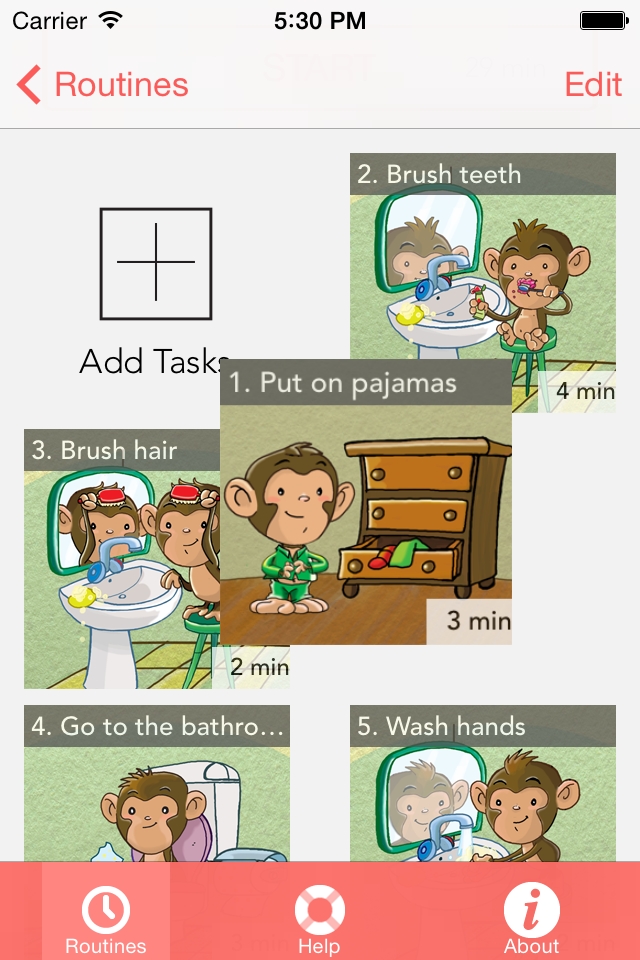 Carrier 5:30 PM
Routines Edit
2. Brush teeth
4 min
Add Tasks
1. Put on pajamas
3 min
3. Brush hair
2 min
4. Go to the bathro...
5. Wash hands
Routines Help About